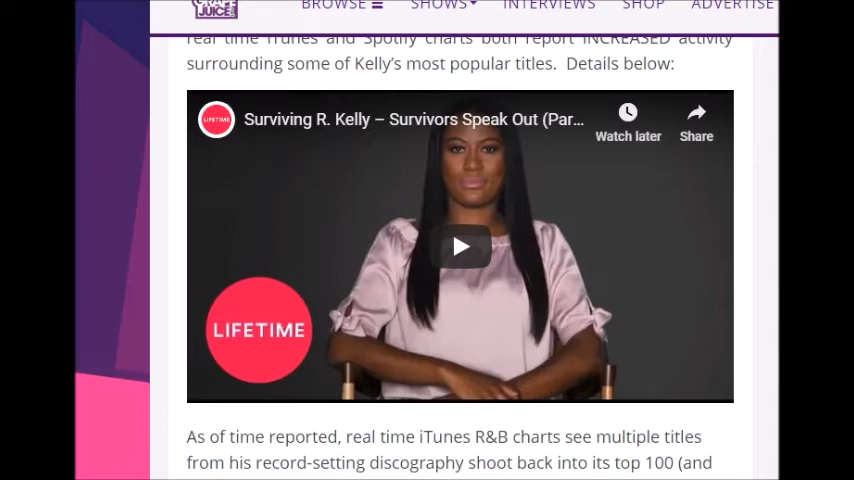 GRAPE
JUICE
BROWSE SHOWS INTERVIEWS SHOP ADVERTISE
real time iTunes and Spotify charts both report INCREASED activity
surrounding some of Kelly's most popular titles. Details below:
LIFETIME
Surviving R. Kelly – Survivors Speak Out (Par...
Watch later
Share
LIFETIME
As of time reported, real time iTunes R&B charts see multiple titles
from his record-setting discography shoot back into its top 100 (and